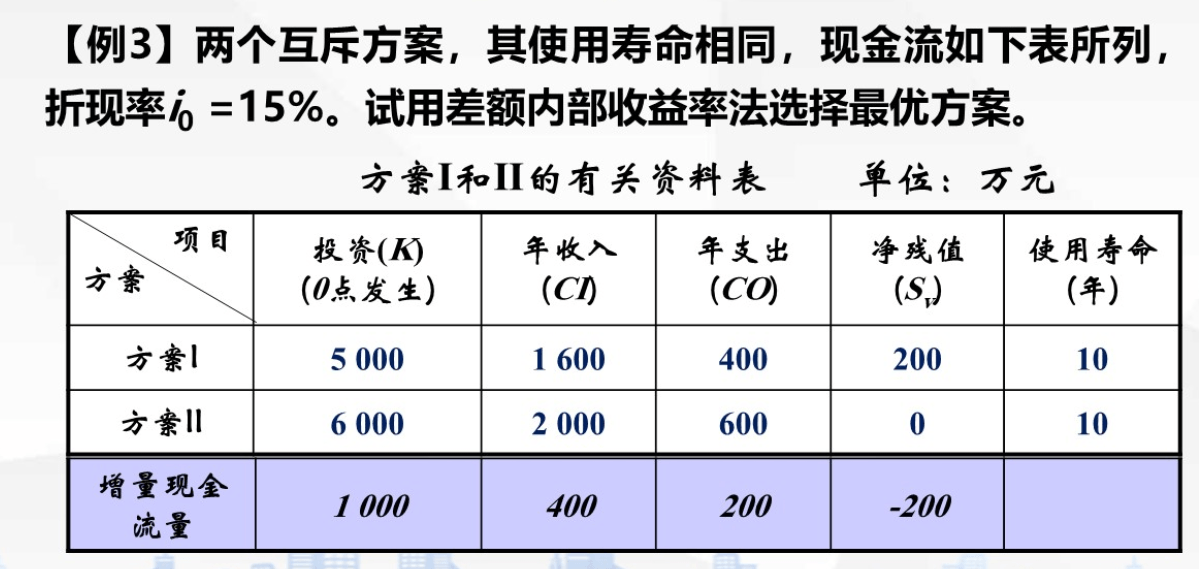 【例3】两个互斥方案，其使用寿命相同，现金流如下表所列，
折现率i0 =15%。试用差额内部收益率法选择最优方案。
方案I和II的有关资料表 单位：万元
项目
方案
投资(K)
(0点发生)
年收入
(CI)
年支出
(CO)
净残值
(Sv)
使用寿命
(年)
方案I 5 000 1 600 400 200 10
方案II 6 000 2 000 600 0 10
增量现金
流量
1 000 400 200 -200